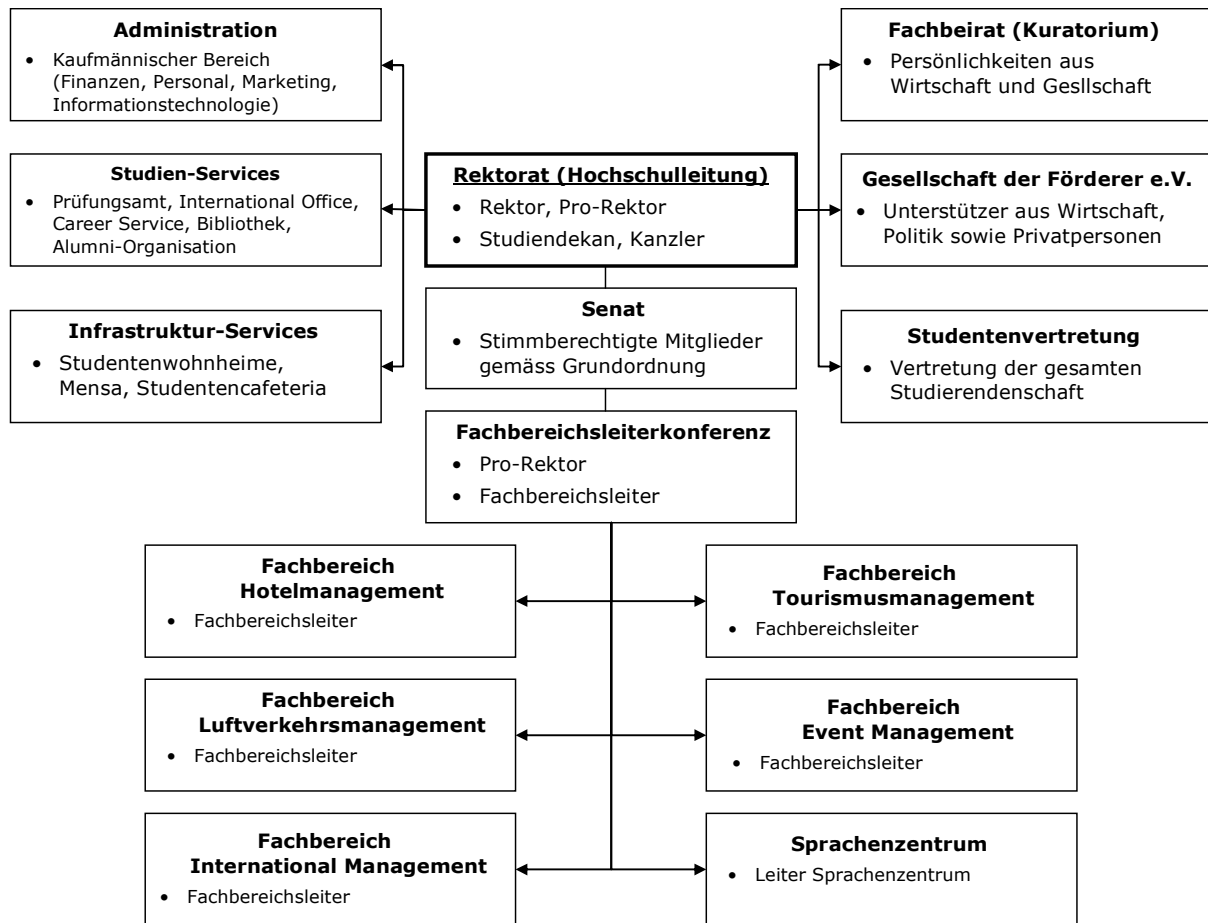 Administration
• Kaufmännischer Bereich
(Finanzen, Personal, Marketing,
Informationstechnologie)
Fachbeirat (Kuratorium)
• Persönlichkeiten aus
Wirtschaft und Gesllschaft
Studien-Services
• Prüfungsamt, International Office,
Career Service, Bibliothek,
Alumni-Organisation
Rektorat (Hochschulleitung)
• Rektor, Pro-Rektor
• Studiendekan, Kanzler
Gesellschaft der Förderer e.V.
• Unterstützer aus Wirtschaft,
Politik sowie Privatpersonen
Infrastruktur-Services
• Studentenwohnheime,
Mensa, Studentencafeteria
Senat
• Stimmberechtigte Mitglieder
gemäss Grundordnung
Studentenvertretung
• Vertretung der gesamten
Studierendenschaft
Fachbereichsleiterkonferenz
• Pro-Rektor
• Fachbereichsleiter
Fachbereich
Hotelmanagement
• Fachbereichsleiter
Fachbereich
Tourismusmanagement
• Fachbereichsleiter
Fachbereich
Luftverkehrsmanagement
• Fachbereichsleiter
Fachbereich
Event Management
• Fachbereichsleiter
Fachbereich
International Management
• Fachbereichsleiter
Sprachenzentrum
• Leiter Sprachenzentrum